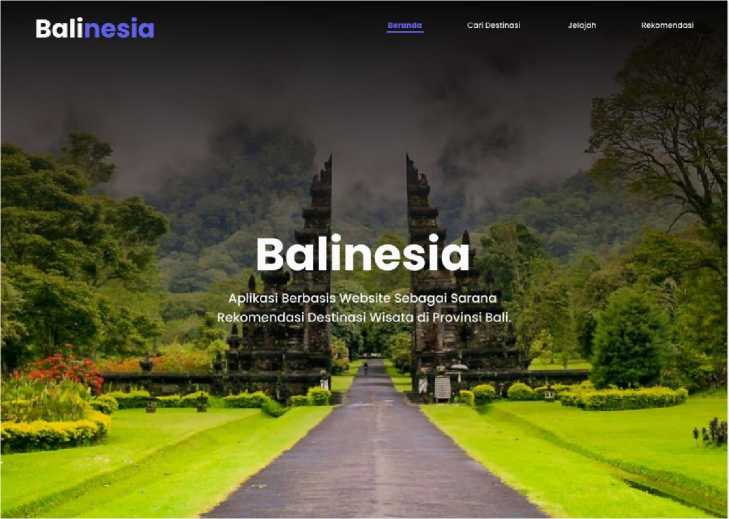 Balinesia
Beranda
Cari Destinasi
Jelajah
Rekomendasi
Balinesia
Aplikasi Berbasis Website Sebagai Sarana
Rekomendasi Destinasi Wisata di Provinsi Bali.